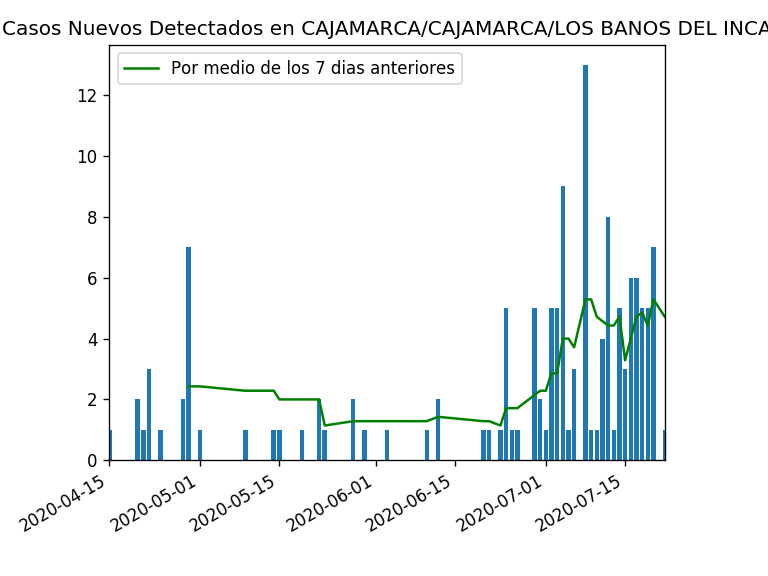 Casos Nuevos Detectados en CAJAMARCA/CAJAMARCA/LOS BANOS DEL INCA
Por medio de los 7 dias anteriores
12
10
8
6
4
2
0
2020-04-15 2020-05-01 2020-05-15 2020-06-01 2020-06-15 2020-07-01 2020-07-15